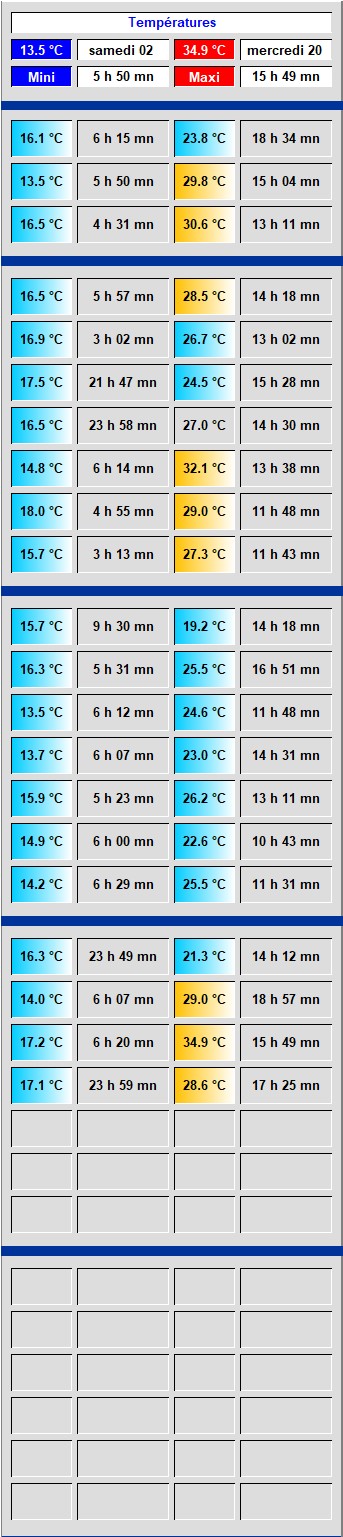 Températures
13.5 °C samedi 02 34.9 °C mercredi 20
Mini 5 h 50 mn Maxi 15 h 49 mn
16.1 °C 6 h 15 mn 23.8 °C 18 h 34 mn
13.5 °C 5 h 50 mn 29.8 °C 15 h 04 mn
16.5 °C 4 h 31 mn 30.6 °C 13 h 11 mn
16.5 °C 5 h 57 mn 28.5 °C 14 h 18 mn
16.9 °C 3 h 02 mn 26.7 °C 13 h 02 mn
17.5 °C 21 h 47 mn 24.5 °C 15 h 28 mn
16.5 °C 23 h 58 mn 27.0 °C 14 h 30 mn
14.8 °C 6 h 14 mn 32.1 °C 13 h 38 mn
18.0 °C 4 h 55 mn 29.0 °C 11 h 48 mn
15.7 °C 3 h 13 mn 27.3 °C 11 h 43 mn
15.7 °C 9 h 30 mn 19.2 °C 14 h 18 mn
16.3 °C 5 h 31 mn 25.5 °C 16 h 51 mn
13.5 °C 6 h 12 mn 24.6 °C 11 h 48 mn
13.7 °C 6 h 07 mn 23.0 °C 14 h 31 mn
15.9 °C 5 h 23 mn 26.2 °C 13 h 11 mn
14.9 °C 6 h 00 mn 22.6 °C 10 h 43 mn
14.2 °C 6 h 29 mn 25.5 °C 11 h 31 mn
16.3 °C 23 h 49 mn 21.3 °C 14 h 12 mn
14.0 °C 6 h 07 mn 29.0 °C 18 h 57 mn
17.2 °C 6 h 20 mn 34.9 °C 15 h 49 mn
17.1 °C 23 h 59 mn 28.6 °C 17 h 25 mn